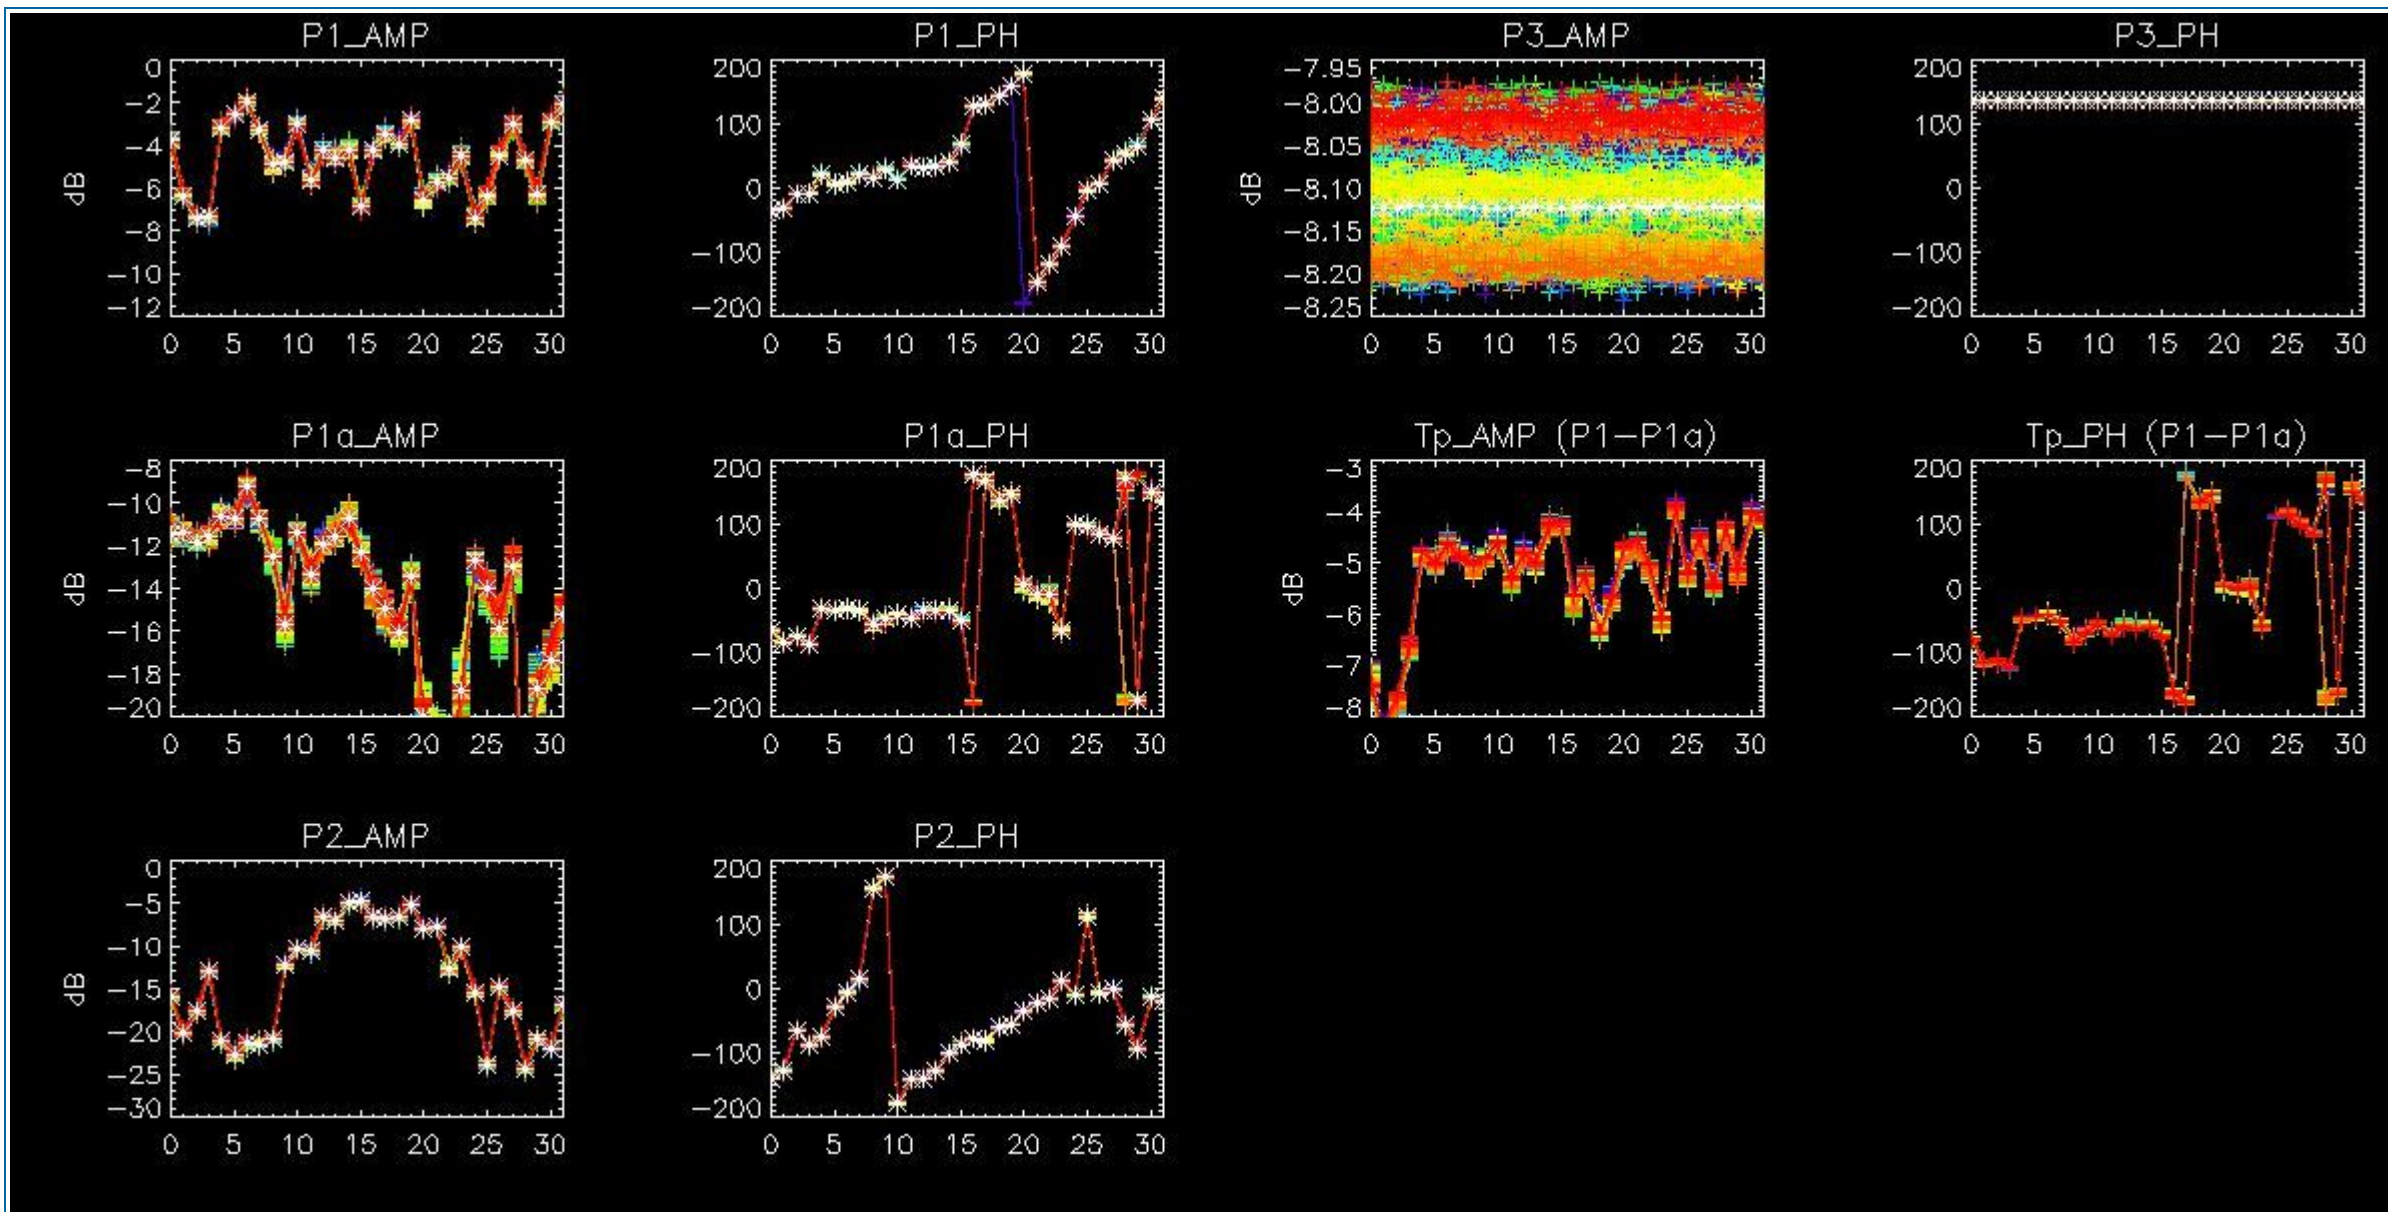 P1_AMP P1_PH P3_AMP P3_PH
0 200 −7.95 200
−2 100 −8.00 100
−4 0 −8.05 0
−6 −100 −8.10 −100
−8 −200 −8.15 −200
−10 −8.20
−12 −8.25
dB dB
0 5 10 15 20 25 30 0 5 10 15 20 25 30 0 5 10 15 20 25 30 0 5 10 15 20 25 30
P1a_AMP P1a_PH Tp_AMP (P1−P1a) Tp_PH (P1−P1a)
−8 200 −3 200
−10 100 −4 100
−12 0 −5 0
−14 −100 −6 −100
−16 −200 −7 −200
−18 −8
−20
dB dB
0 5 10 15 20 25 30 0 5 10 15 20 25 30 0 5 10 15 20 25 30 0 5 10 15 20 25 30
P2_AMP P2_PH
0 200
−5 100
−10 0
−15 −100
−20 −200
−25
−30
dB
0 5 10 15 20 25 30 0 5 10 15 20 25 30